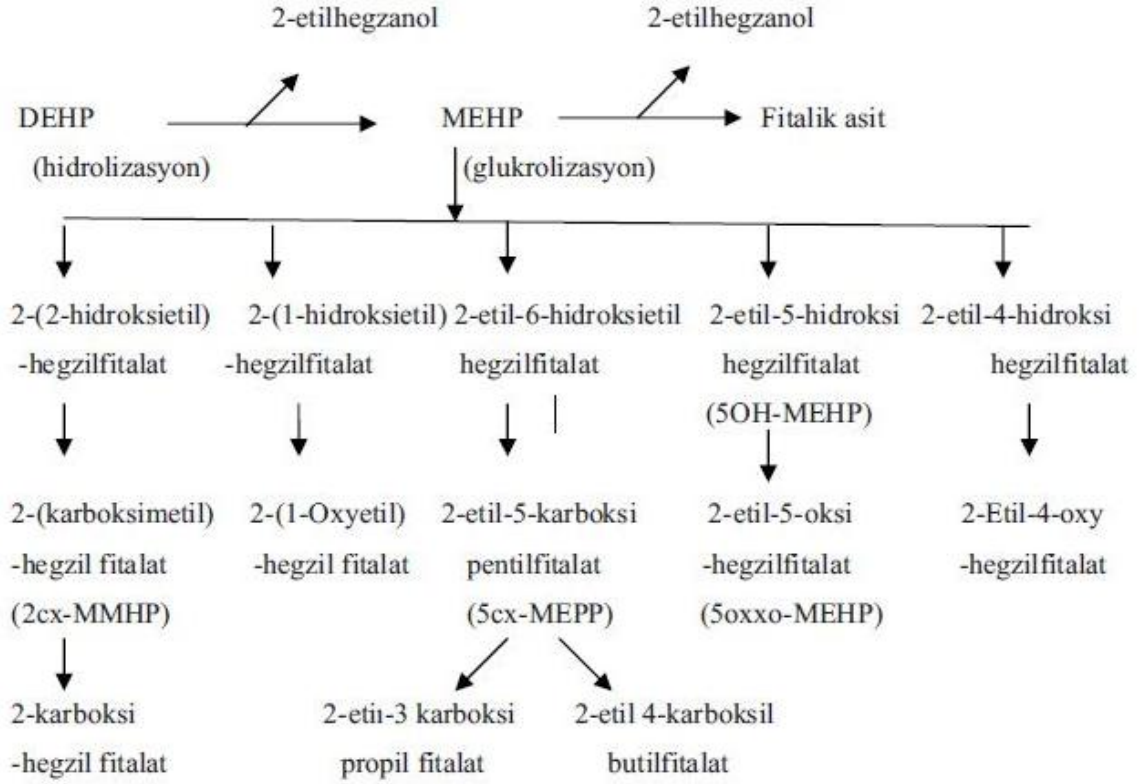 2-etilhegzanol 2-etilhegzanol
DEHP MEHP Fitalik asit
(hidrolizasyon) (glukrolizasyon)
2-(2-hidroksietil) 2-(1-hidroksietil) 2-etil-6-hidroksietil 2-etil-5-hidroksi 2-etil-4-hidroksi
-hegzilfitalat -hegzilfitalat hegzilfitalat hegzilfitalat hegzilfitalat
(5OH-MEHP)
2-(karboksimetil) 2-(1-Oxyetil) 2-etil-5-karboksi 2-etil-5-oksi 2-Etil-4-oxy
-hegzil fitalat -hegzil fitalat pentilfitalat -hegzilfitalat -hegzilfitalat
(2cx-MMHP) (5cx-MEPP) (5oxxo-MEHP)
2-karboksi 2-etiı-3 karboksi 2-etil 4-karboksil
-hegzil fitalat propil fitalat butilfitalat